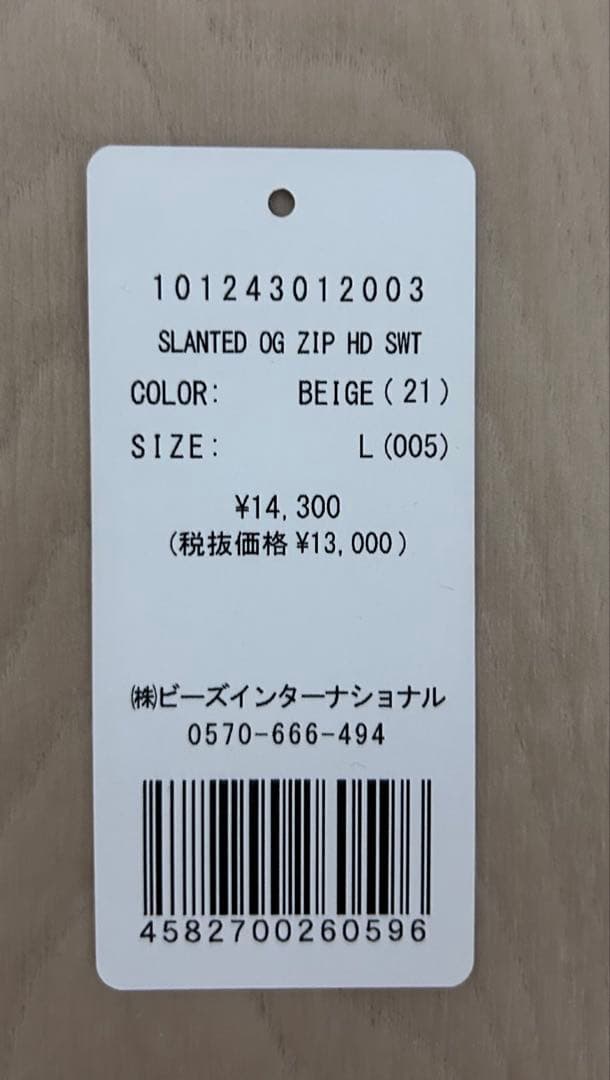 101243012003
SLANTED OG ZIP HD SWT
COLOR: BEIGE(21)
SIZE: L(005)
¥14,300
(税抜価格¥13,000)
㈱ビーズインターナショナル
0570-666-494
4582700260596